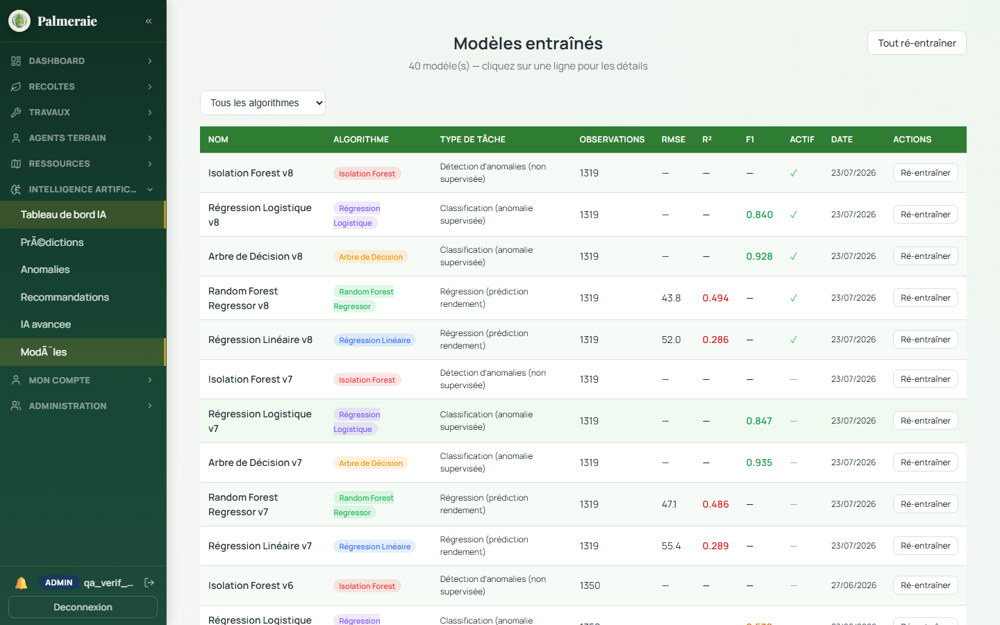 Palmeraie
«
DASHBOARD
RECOLTES
TRAVAUX
AGENTS TERRAIN
RESSOURCES
INTELLIGENCE ARTIFIC...
Tableau de bord IA
PrÃ©dictions
Anomalies
Recommandations
IA avancee
ModÃ¨les
MON COMPTE
ADMINISTRATION
ADMIN qa_verif_...
Deconnexion
Modèles entraînés
40 modèle(s) — cliquez sur une ligne pour les détails
Tout ré-entraîner
Tous les algorithmes
NOM ALGORITHME TYPE DE TÂCHE OBSERVATIONS RMSE R² F1 ACTIF DATE ACTIONS
Isolation Forest v8 Isolation Forest Détection d'anomalies (non supervisée) 1319 — — — ✓ 23/07/2026 Ré-entraîner
Régression Logistique v8 Régression Logistique Classification (anomalie supervisée) 1319 — — 0.840 ✓ 23/07/2026 Ré-entraîner
Arbre de Décision v8 Arbre de Décision Classification (anomalie supervisée) 1319 — — 0.928 ✓ 23/07/2026 Ré-entraîner
Random Forest Regressor v8 Random Forest Regressor Régression (prédiction rendement) 1319 43.8 0.494 — ✓ 23/07/2026 Ré-entraîner
Régression Linéaire v8 Régression Linéaire Régression (prédiction rendement) 1319 52.0 0.286 — ✓ 23/07/2026 Ré-entraîner
Isolation Forest v7 Isolation Forest Détection d'anomalies (non supervisée) 1319 — — — — 23/07/2026 Ré-entraîner
Régression Logistique v7 Régression Logistique Classification (anomalie supervisée) 1319 — — 0.847 — 23/07/2026 Ré-entraîner
Arbre de Décision v7 Arbre de Décision Classification (anomalie supervisée) 1319 — — 0.935 — 23/07/2026 Ré-entraîner
Random Forest Regressor v7 Random Forest Regressor Régression (prédiction rendement) 1319 47.1 0.486 — — 23/07/2026 Ré-entraîner
Régression Linéaire v7 Régression Linéaire Régression (prédiction rendement) 1319 55.4 0.289 — — 23/07/2026 Ré-entraîner
Isolation Forest v6 Isolation Forest Détection d'anomalies (non supervisée) 1350 — — — — 27/06/2026 Ré-entraîner
Régression Logistique Régression Classification (anomalie